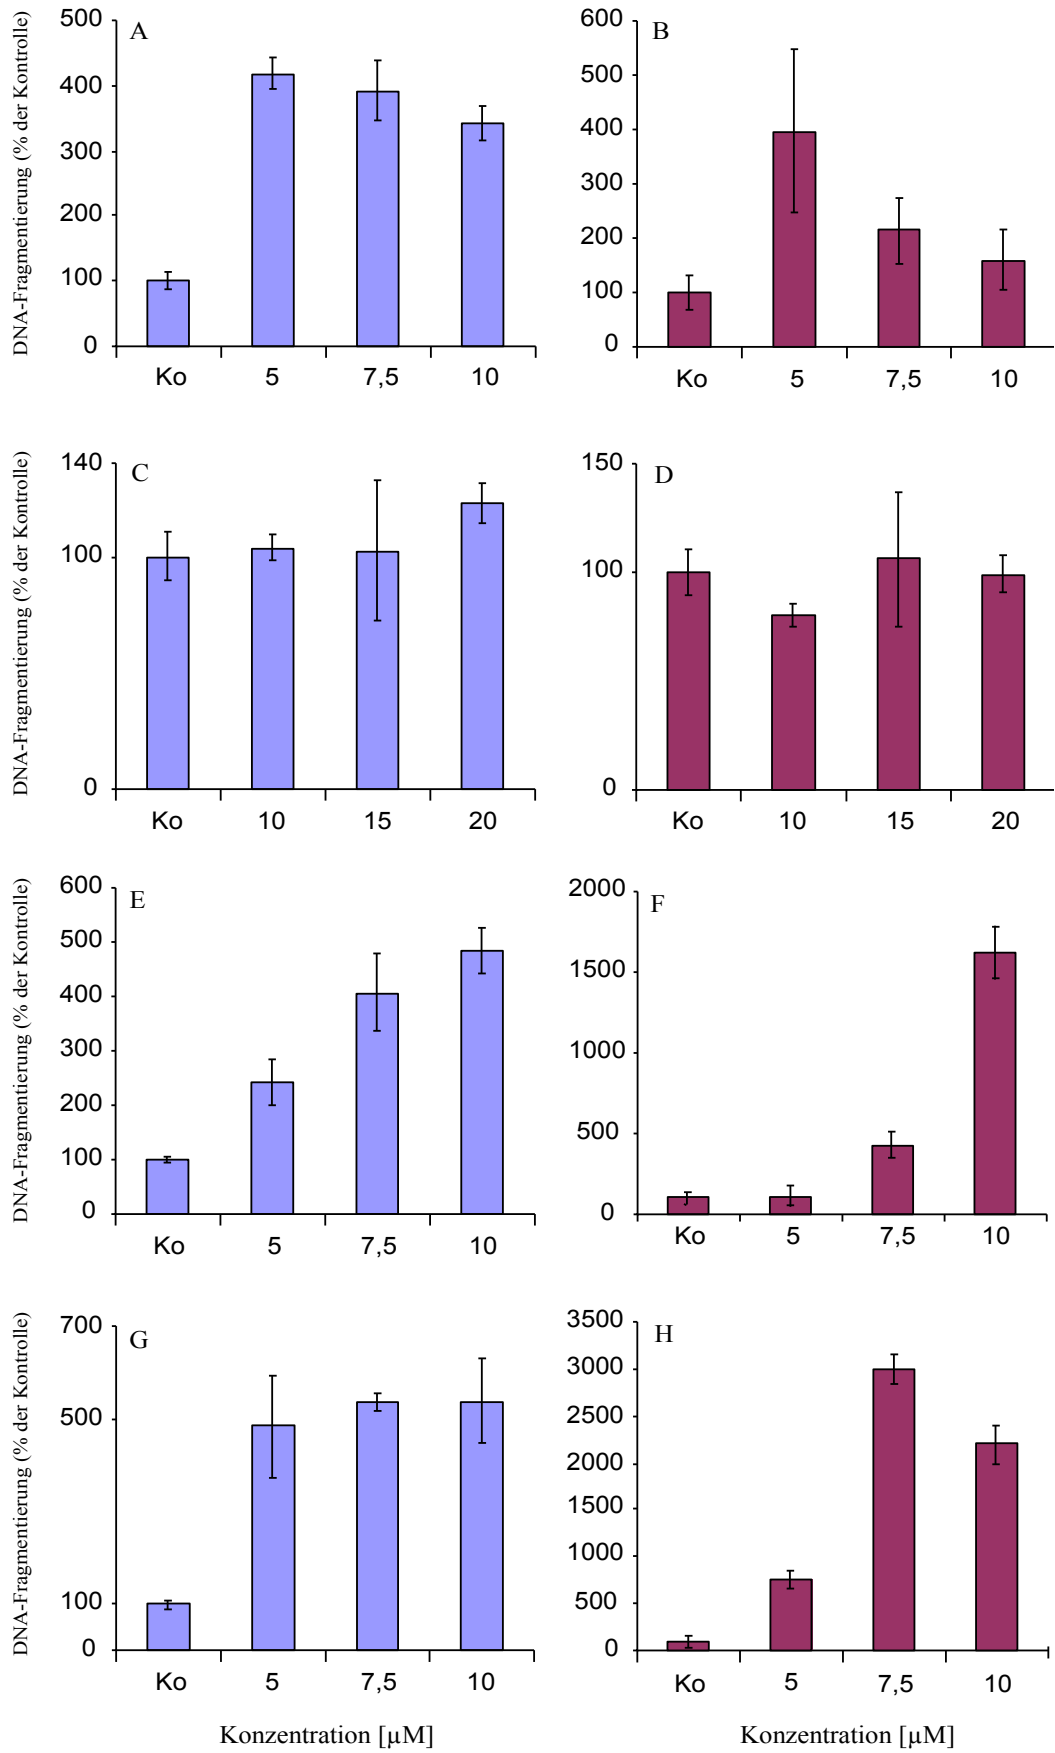 A
DNA-Fragmentierung (% der Kontrolle)
500
400
300
200
100
0
Ko 5 7,5 10
B
600
500
400
300
200
100
0
Ko 5 7,5 10
C
DNA-Fragmentierung (% der Kontrolle)
140
100
0
Ko 10 15 20
D
150
100
0
Ko 10 15 20
E
DNA-Fragmentierung (% der Kontrolle)
600
500
400
300
200
100
0
Ko 5 7,5 10
F
2000
1500
1000
500
0
Ko 5 7,5 10
G
DNA-Fragmentierung (% der Kontrolle)
700
500
100
0
Ko 5 7,5 10
Konzentration [µM]
H
3500
3000
2500
2000
1500
1000
500
0
Ko 5 7,5 10
Konzentration [µM]